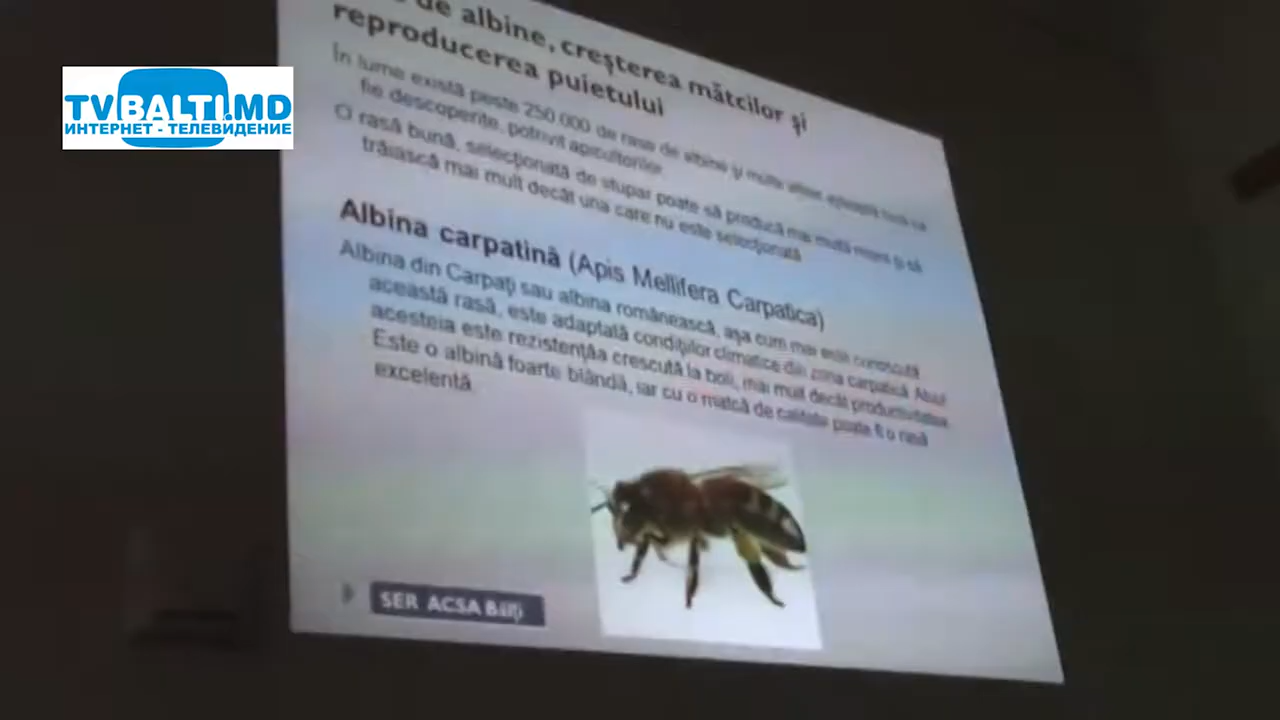 TVBALTI.MD
ИНТЕРНЕТ - ТЕЛЕВИДЕНИЕ
de albine, creşterea mătcilor şi
reproducerea puietului
În lume există peste 250 000 de rase de albine şi multe
fie descoperite, potrivit apicultorilor.
O rasă bună, selecţionată de stupar poate să producă mai multă miere şi să
trăiască mai mult decât una care nu este selecţionată
Albina carpatină (Apis Mellifera Carpatica)
Albina din Carpaţi sau albina românească, aşa cum mai este cunoscută
această rasă, este adaptată condiţiilor climatice din zona carpatică
acesteia este rezistenţâa crescută la boli, mai mult decât productivitatea
Este o albină foarte blândă, iar cu o matcă de calitate poate fi o rasă
excelentă
SER ACSA Bălţi